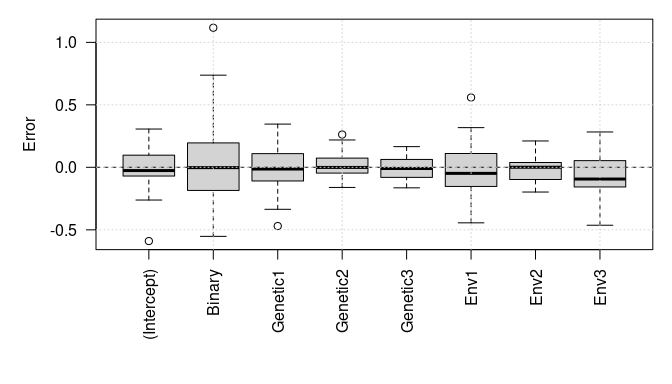 1.0
0.5
0.0
-0.5
Error
(Intercept)
Binary
Genetic1
Genetic2
Genetic3
Env1
Env2
Env3